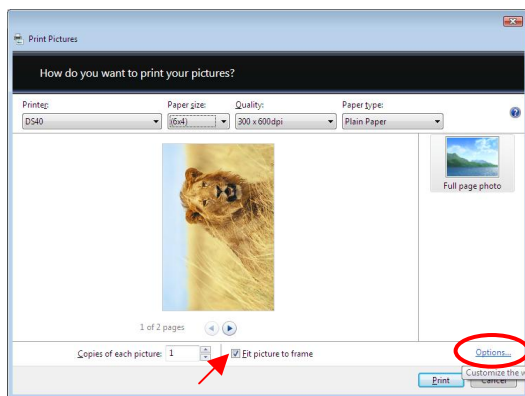 Print Pictures
How do you want to print your pictures?
Printer: Paper size: Quality: Paper type:
DS40 (6x4) 300 x 600dpi Plain Paper
Full page photo
1 of 2 pages
Copies of each picture: 1 Fit picture to frame Options...
Customize the w
Print Cancel